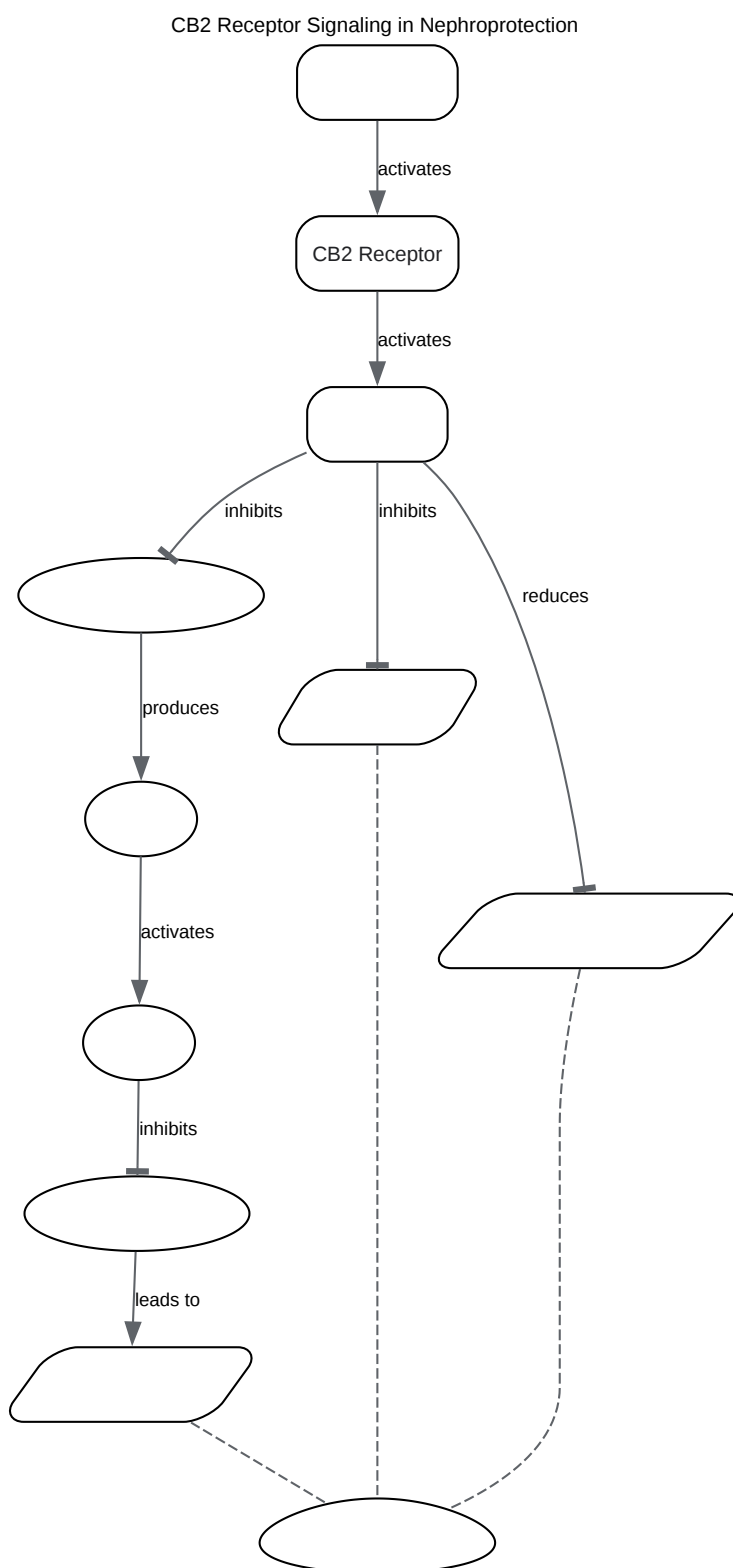 CB2 Receptor Signaling in Nephroprotection
activates
CB2 Receptor
activates
inhibits
inhibits
reduces
produces
activates
inhibits
leads to